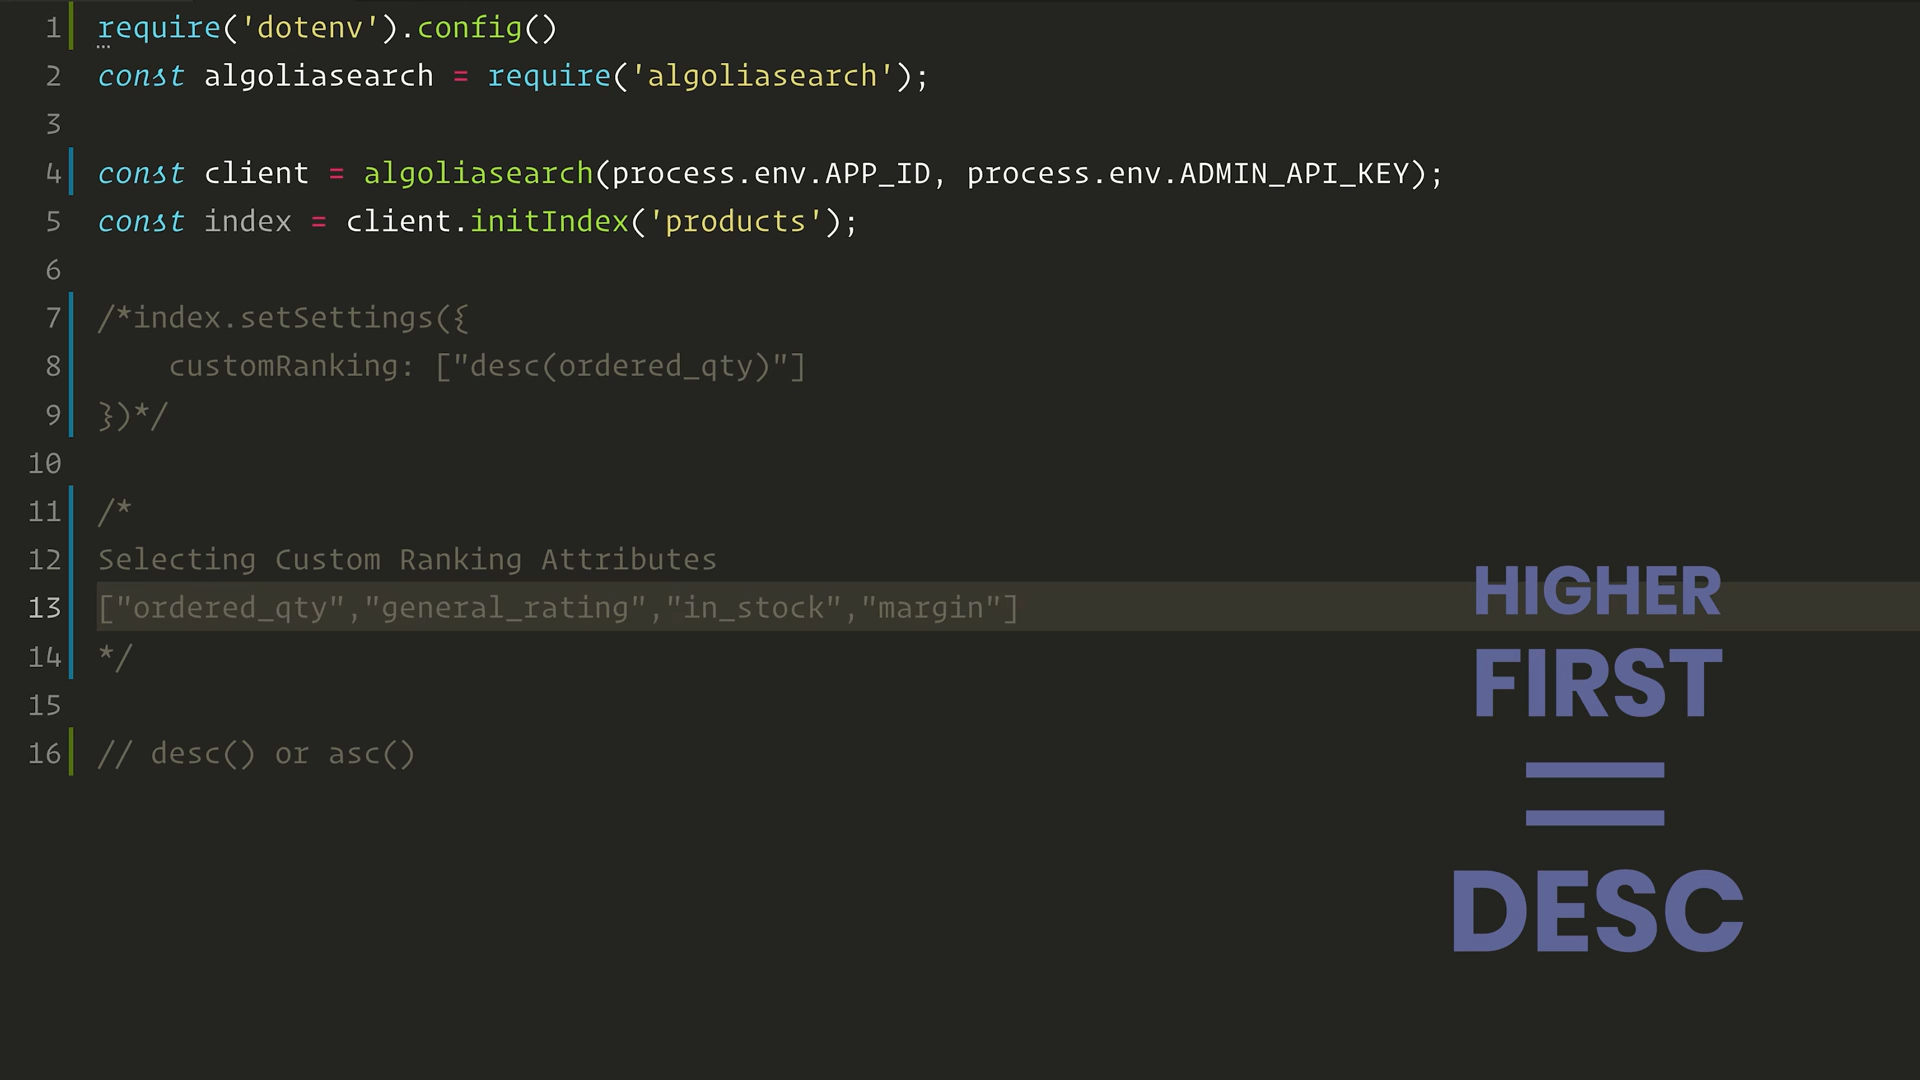 1 require('dotenv').config()
2 const algoliasearch = require('algoliasearch');
3
4 const client = algoliasearch(process.env.APP_ID, process.env.ADMIN_API_KEY);
5 const index = client.initIndex('products');
6
7 /*index.setSettings({
8     customRanking: ["desc(ordered_qty)"]
9 })*/
10
11 /*
12 Selecting Custom Ranking Attributes
13 ["ordered_qty","general_rating","in_stock","margin"]
14 */
15
16 // desc() or asc()
HIGHER
FIRST
=
DESC